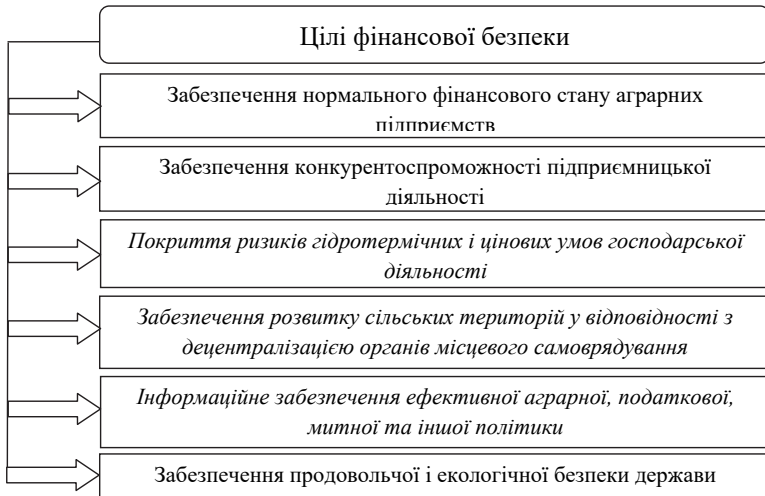 Цілі фінансової безпеки
Забезпечення нормального фінансового стану аграрних
підприємств
Забезпечення конкурентоспроможності підприємницької
діяльності
Покриття ризиків гідротермічних і цінових умов господарської
діяльності
Забезпечення розвитку сільських територій у відповідності з
децентралізацією органів місцевого самоврядування
Інформаційне забезпечення ефективної аграрної, податкової,
митної та іншої політики
Забезпечення продовольчої і екологічної безпеки держави